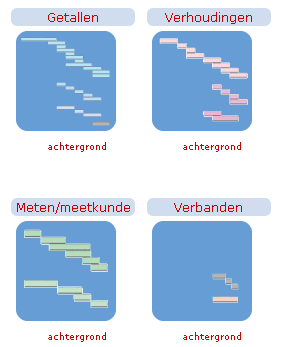 Getallen
Verhoudingen
achtergrond
achtergrond
Meten/meetkunde
Verbanden
achtergrond
achtergrond